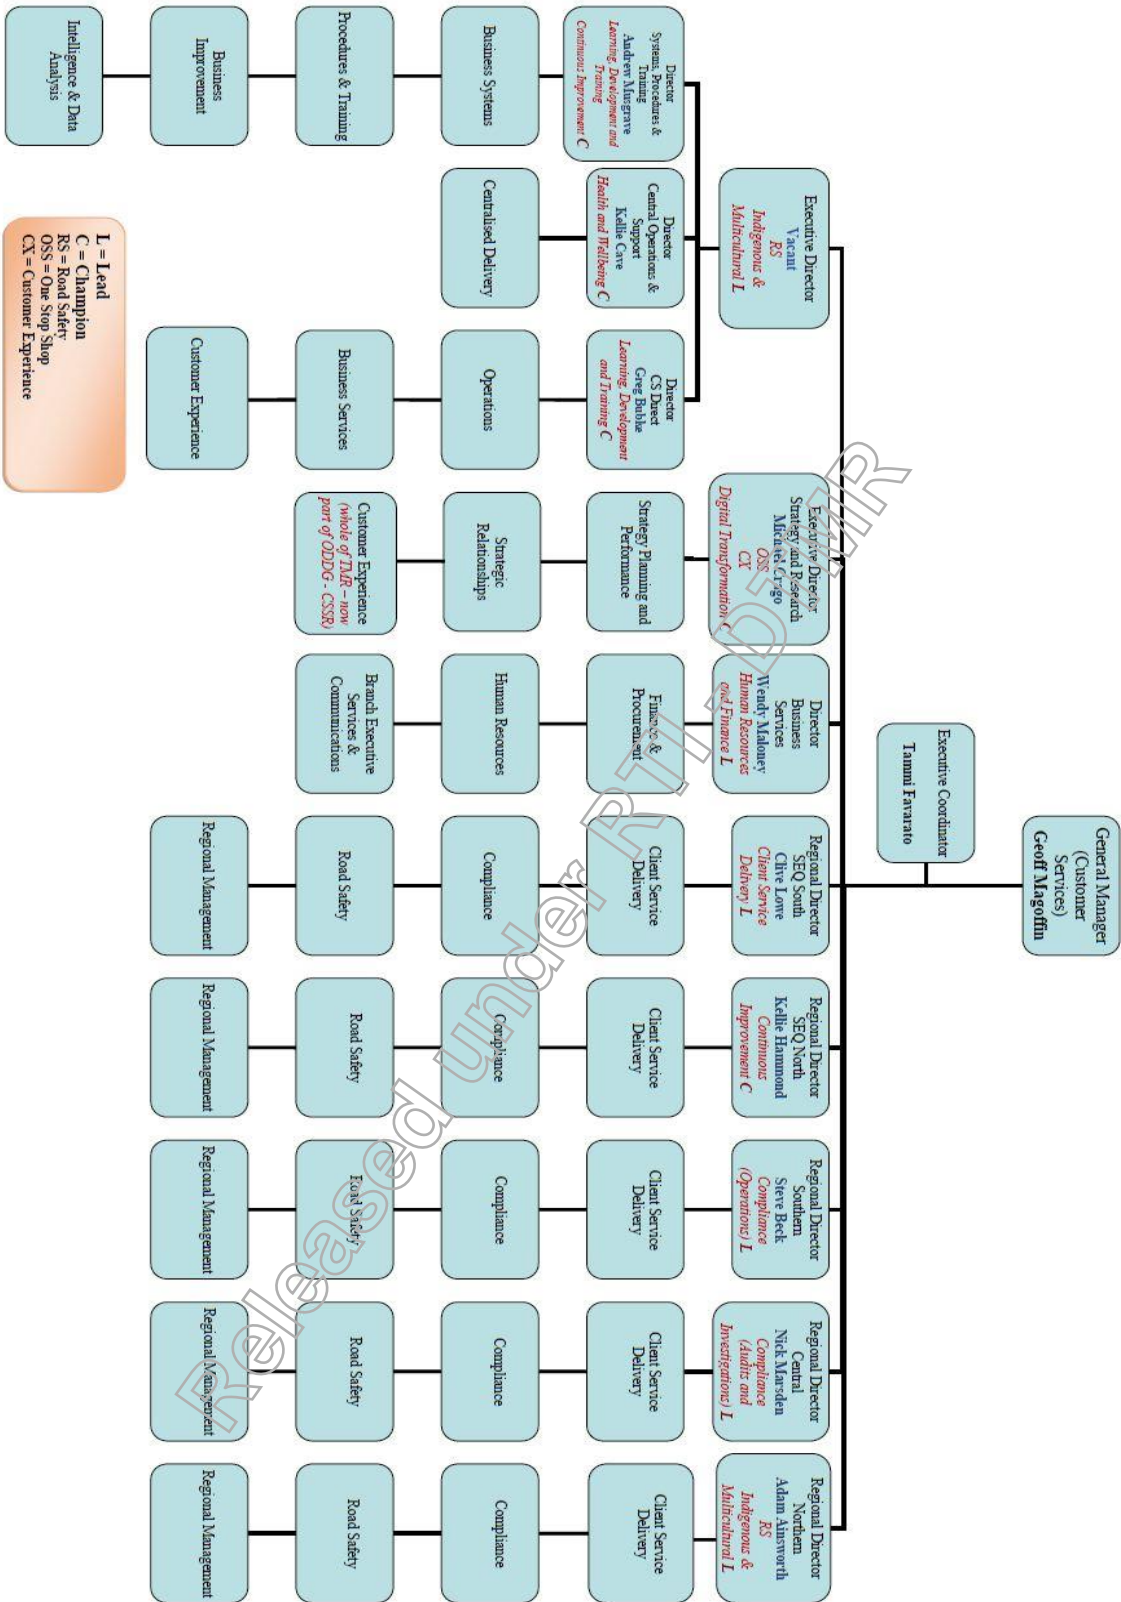 General Manager
(Customer
Services)
Geoff Magoffin
Executive Coordinator
Tammi Favarato
Executive Director
Vacant
RS
Indigenous &
Multicultural L
Director
Systems, Procedures &
Training
Andrew Musgrave
Learning, Development and
Training
Continuous Improvement C
Business Systems
Procedures & Training
Business
Improvement
Intelligence & Data
Analysis
Director
Central Operations &
Support
Kellie Cave
Health and Wellbeing C
Centralised Delivery
Director
CS Direct
Greg Bubke
Learning, Development
and Training C
Operations
Business Services
Customer Experience
Executive Director
Strategy and Research
Michael Crago
OSS
CX
Digital Transformation C
Strategy Planning and
Performance
Strategic
Relationships
Customer Experience
(whole of TMR – now
part of ODDG - CSSR)
Director
Business
Services
Wendy Maloney
Human Resources
and Finance L
Finance &
Procurement
Human Resources
Branch Executive
Services &
Communications
Regional Director
SEQ South
Clive Lowe
Client Service
Delivery L
Client Service
Delivery
Compliance
Road Safety
Regional Management
Regional Director
SEQ North
Kellie Hammond
Continuous
Improvement C
Client Service
Delivery
Compliance
Road Safety
Regional Management
Regional Director
Southern
Steve Beck
Compliance
(Operations) L
Client Service
Delivery
Compliance
Road Safety
Regional Management
Regional Director
Central
Nick Marsden
Compliance
(Audits and
Investigations) L
Client Service
Delivery
Compliance
Road Safety
Regional Management
Regional Director
Northern
Adam Ainsworth
RS
Indigenous &
Multicultural L
Client Service
Delivery
Compliance
Road Safety
Regional Management
L = Lead
C = Champion
RS = Road Safety
OSS = One Stop Shop
CX = Customer Experience
Released under RTI - DTMR